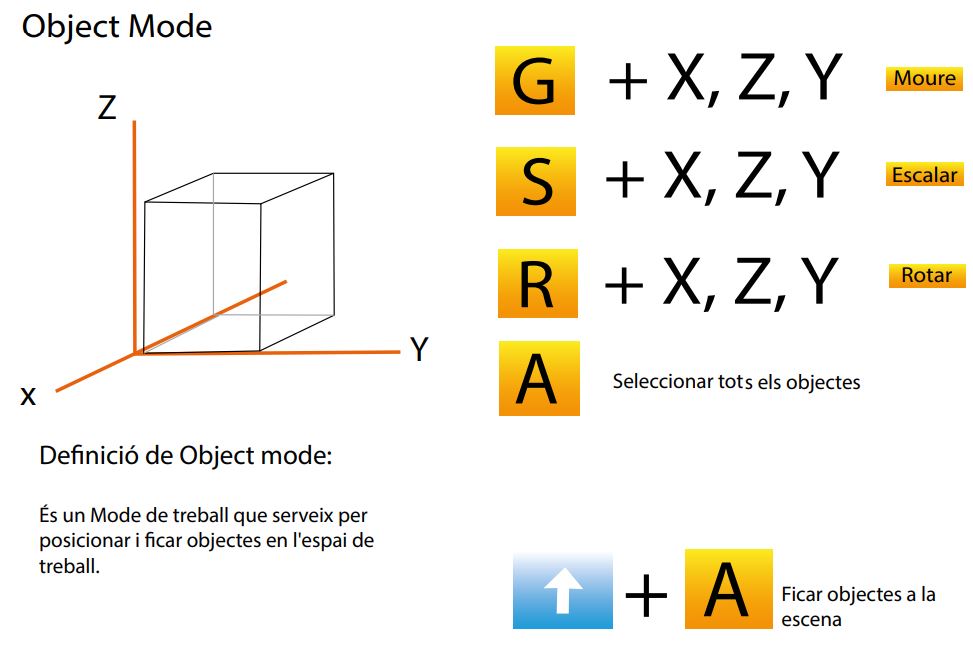 Object Mode
Z
Y
x
Definició de Object mode:
És un Mode de treball que serveix per
posicionar i ficar objectes en l'espai de
treball.
G + X, Z, Y Moure
S + X, Z, Y Escalar
R + X, Z, Y Rotar
A Seleccionar tots els objectes
+ A Ficar objectes a la
escena